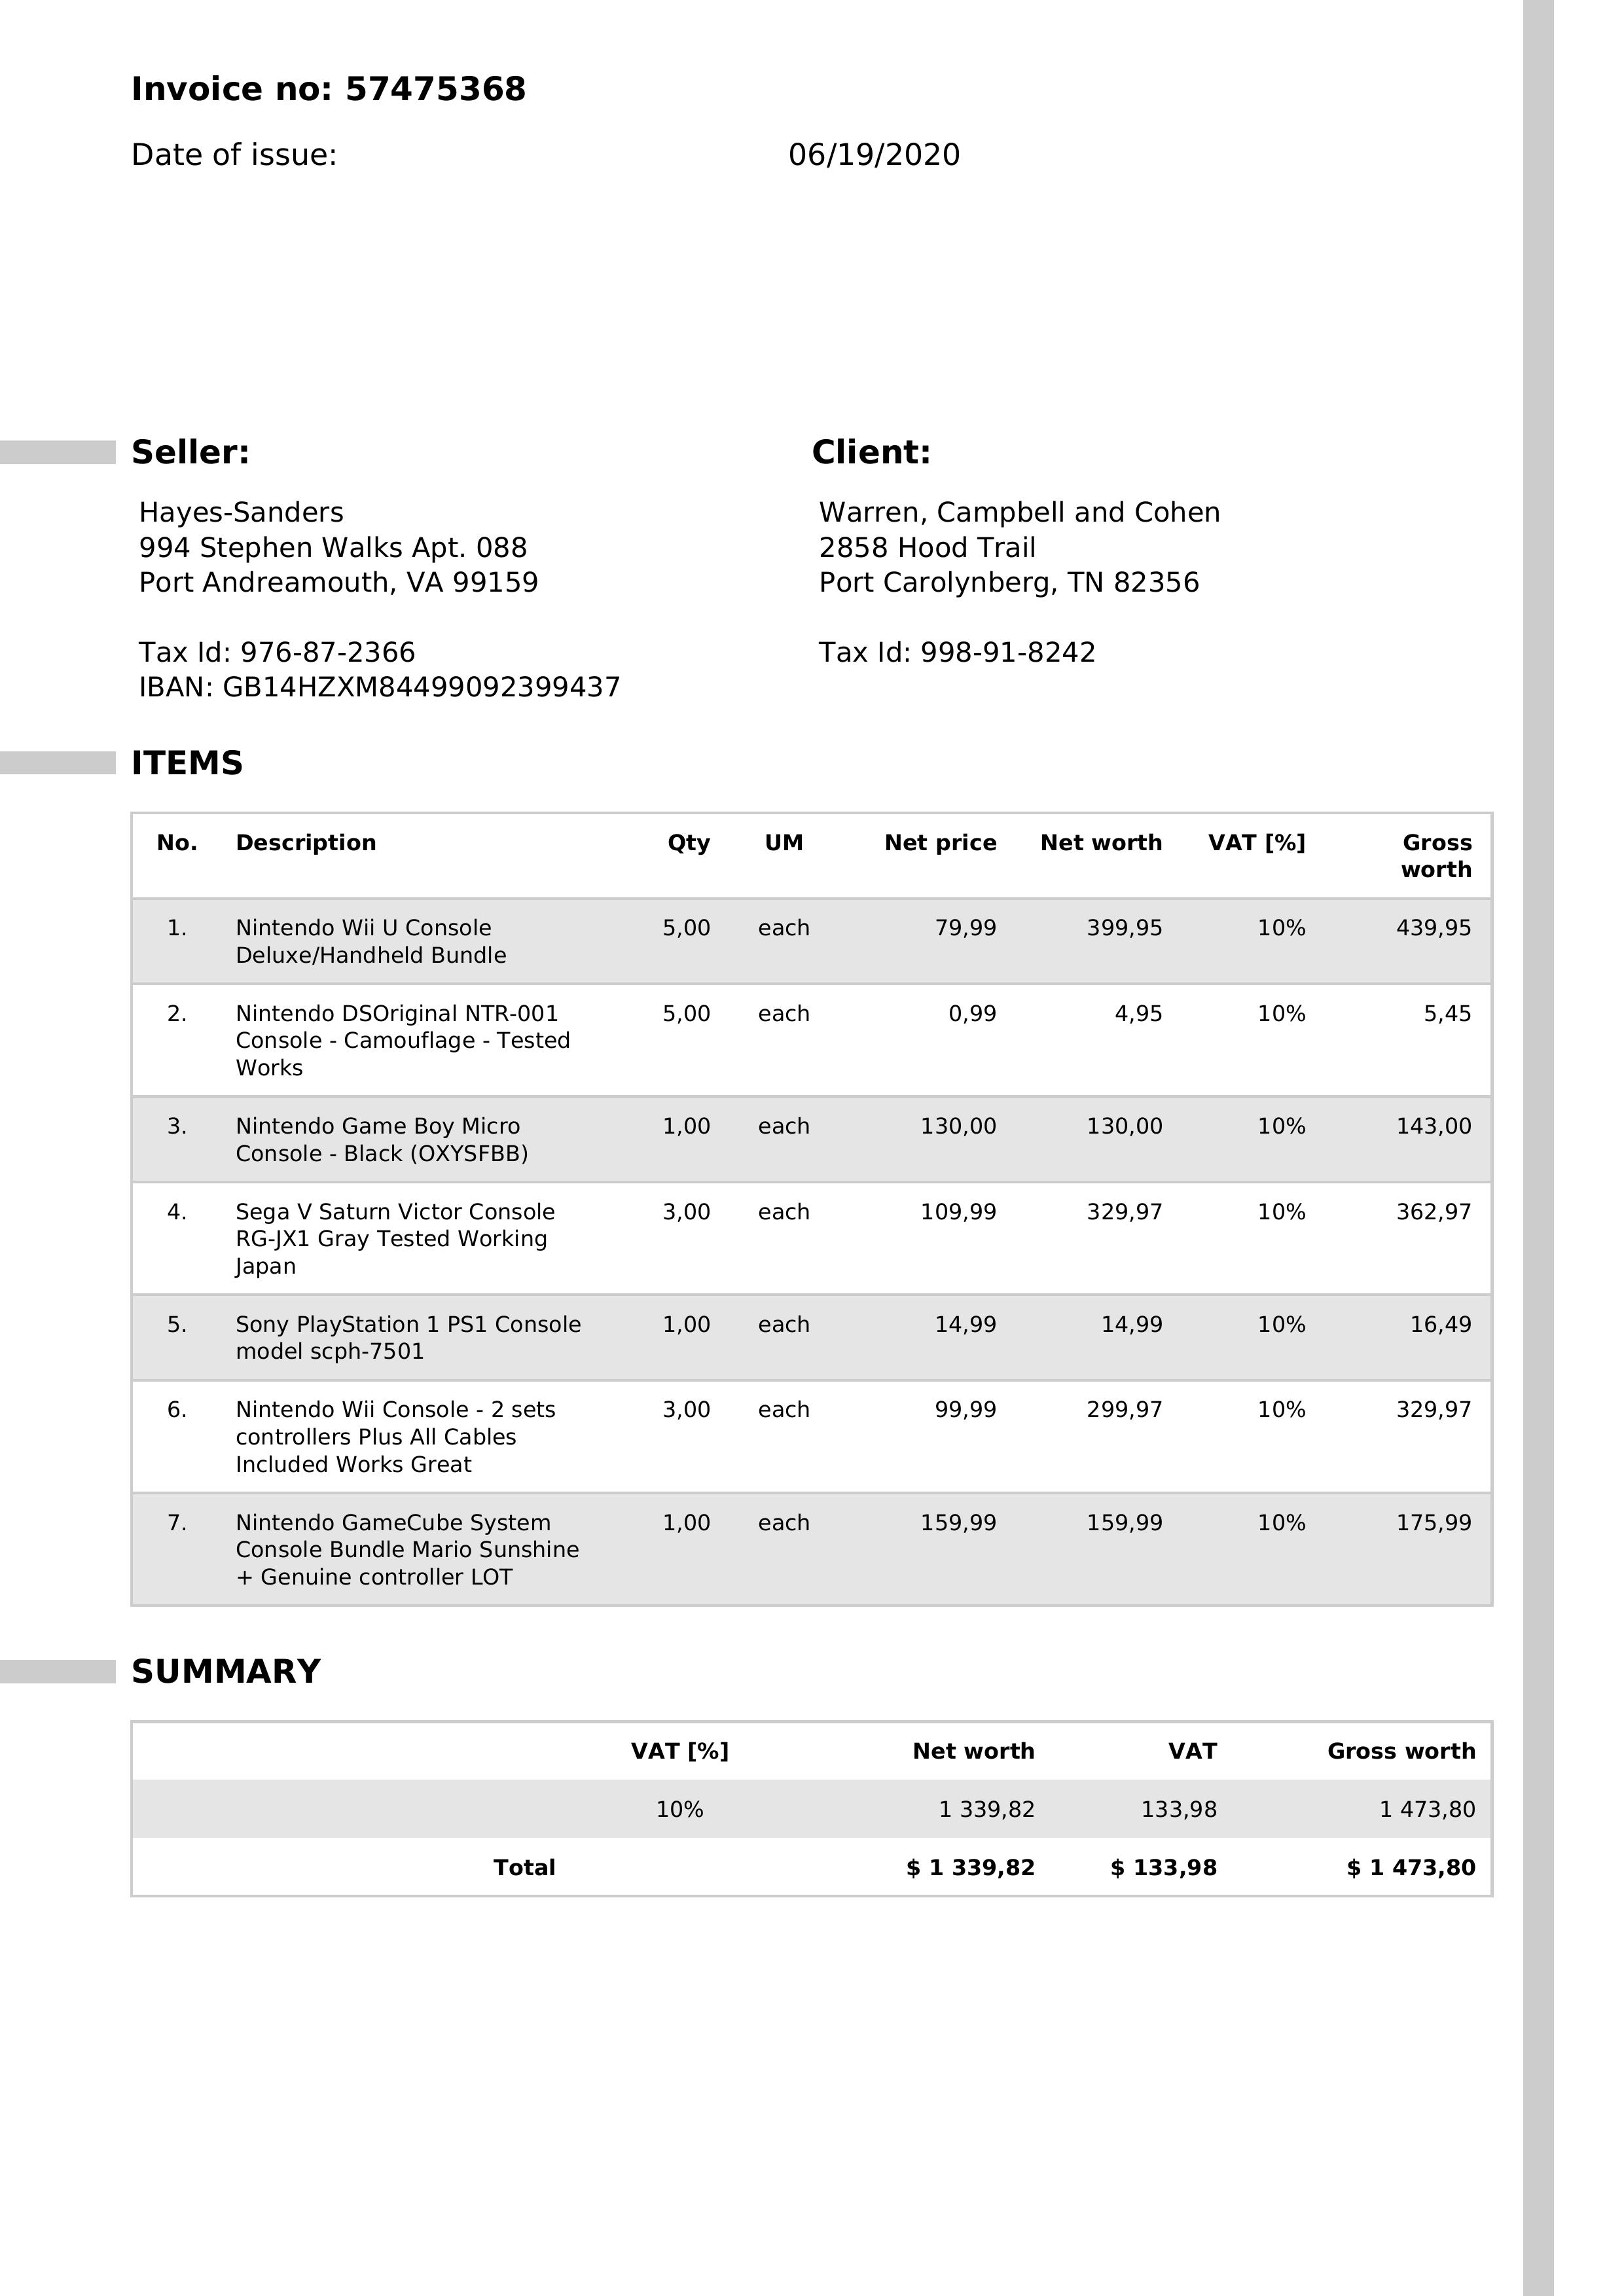 Invoice no: 57475368
Date of issue: 06/19/2020
Seller:
Hayes-Sanders
994 Stephen Walks Apt. 088
Port Andreamouth, VA 99159
Tax Id: 976-87-2366
IBAN: GB14HZXM84499092399437
Client:
Warren, Campbell and Cohen
2858 Hood Trail
Port Carolynberg, TN 82356
Tax Id: 998-91-8242
ITEMS
No. Description Qty UM Net price Net worth VAT [%] Gross
worth
1. Nintendo Wii U Console 5,00 each 79,99 399,95 10% 439,95
Deluxe/Handheld Bundle
2. Nintendo DSOriginal NTR-001 5,00 each 0,99 4,95 10% 5,45
Console - Camouflage - Tested
Works
3. Nintendo Game Boy Micro 1,00 each 130,00 130,00 10% 143,00
Console - Black (OXYSFBB)
4. Sega V Saturn Victor Console 3,00 each 109,99 329,97 10% 362,97
RG-JX1 Gray Tested Working
Japan
5. Sony PlayStation 1 PS1 Console 1,00 each 14,99 14,99 10% 16,49
model scph-7501
6. Nintendo Wii Console - 2 sets 3,00 each 99,99 299,97 10% 329,97
controllers Plus All Cables
Included Works Great
7. Nintendo GameCube System 1,00 each 159,99 159,99 10% 175,99
Console Bundle Mario Sunshine
+ Genuine controller LOT
SUMMARY
VAT [%] Net worth VAT Gross worth
10% 1 339,82 133,98 1 473,80
Total $ 1 339,82 $ 133,98 $ 1 473,80